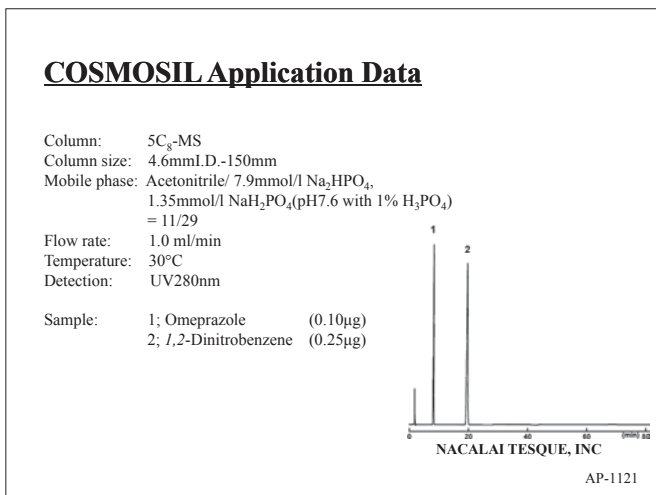 COSMOSIL Application Data
Column: 5C₈-MS
Column size: 4.6mmI.D.-150mm
Mobile phase: Acetonitrile/ 7.9mmol/l Na₂HPO₄,
1.35mmol/l NaH₂PO₄(pH7.6 with 1% H₃PO₄)
= 11/29
Flow rate: 1.0 ml/min
Temperature: 30°C
Detection: UV280nm
Sample: 1; Omeprazole (0.10μg)
2; 1,2-Dinitrobenzene (0.25μg)
1
2
0 20 40 60 (min) 80
NACALAI TESQUE, INC
AP-1121